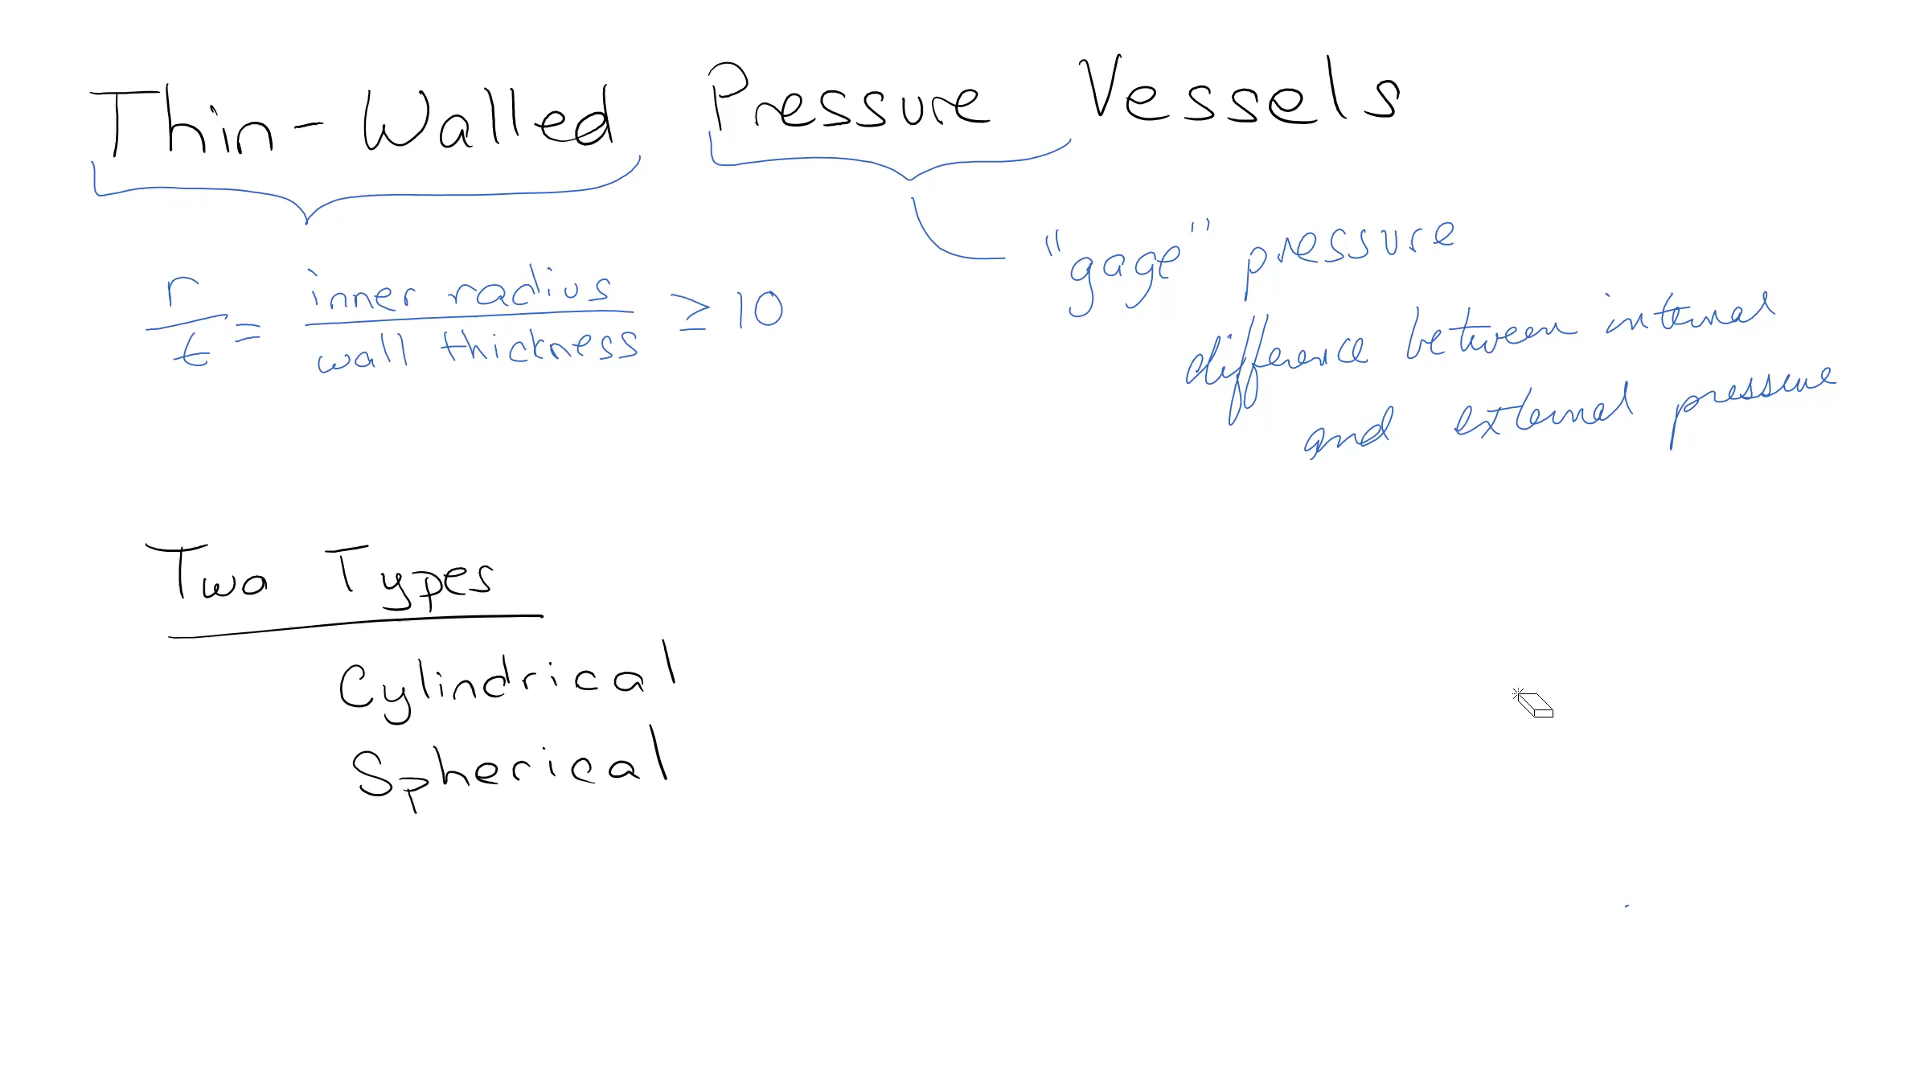 Thin-Walled Pressure Vessels
r/t = inner radius/wall thickness ≥ 10
"gage" pressure
difference between internal
and external pressure
Two Types
Cylindrical
Spherical